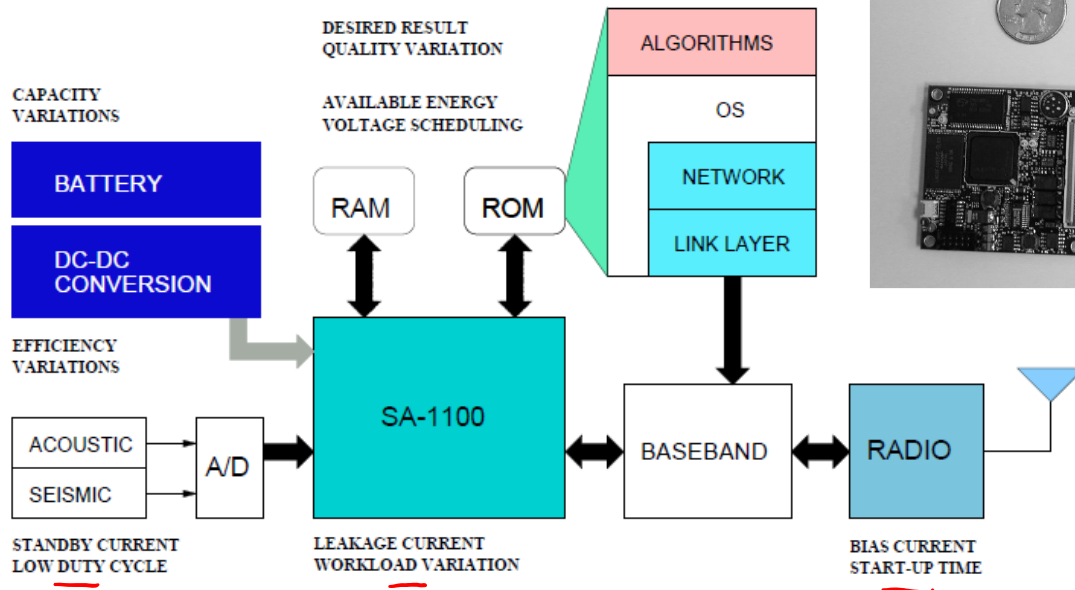 DESIRED RESULT
QUALITY VARIATION
AVAILABLE ENERGY
VOLTAGE SCHEDULING
ALGORITHMS
OS
NETWORK
LINK LAYER
CAPACITY
VARIATIONS
BATTERY
DC-DC
CONVERSION
EFFICIENCY
VARIATIONS
RAM
ROM
ACOUSTIC
SEISMIC
A/D
SA-1100
BASEBAND
RADIO
STANDBY CURRENT
LOW DUTY CYCLE
LEAKAGE CURRENT
WORKLOAD VARIATION
BIAS CURRENT
START-UP TIME